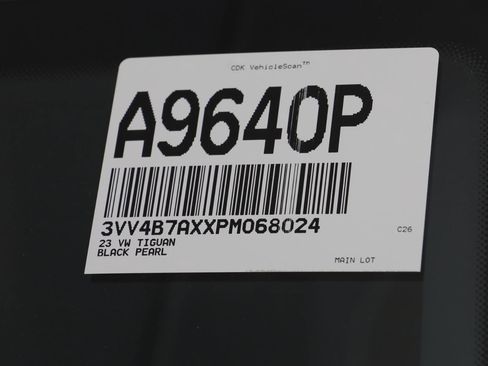 CDK VehicleScan™
A9640P
3VV4B7AXXPM068024
23 VW TIGUAN
BLACK PEARL
C26
MAIN LOT